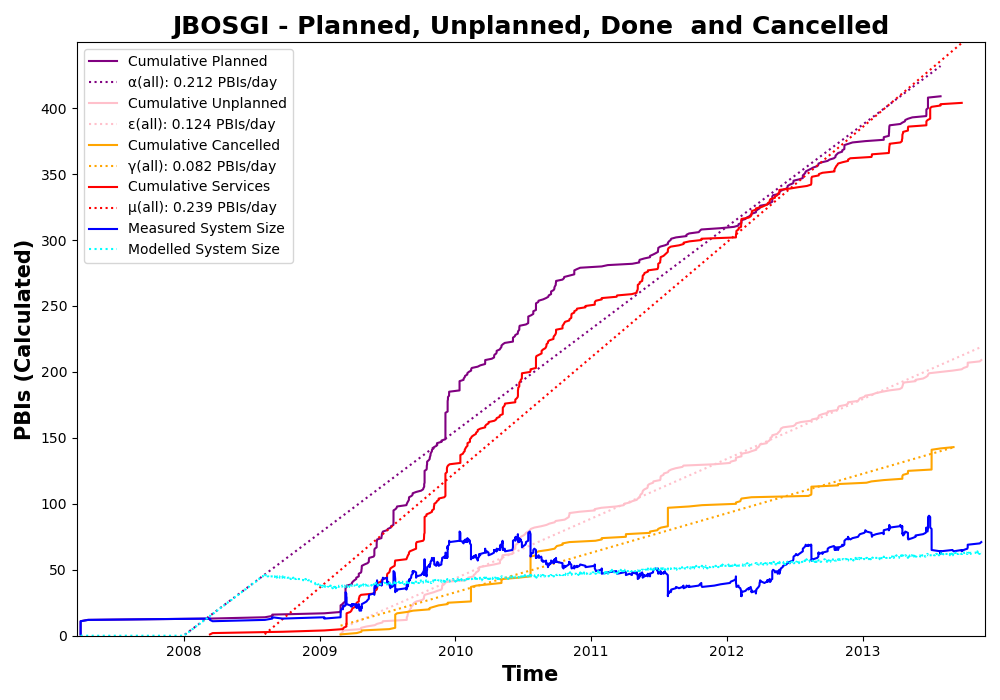 JBOSGI - Planned, Unplanned, Done  and Cancelled
Cumulative Planned
α(all): 0.212 PBIs/day
Cumulative Unplanned
ε(all): 0.124 PBIs/day
Cumulative Cancelled
γ(all): 0.082 PBIs/day
Cumulative Services
μ(all): 0.239 PBIs/day
Measured System Size
Modelled System Size
PBIs (Calculated)
400
350
300
250
200
150
100
50
0
2008 2009 2010 2011 2012 2013
Time